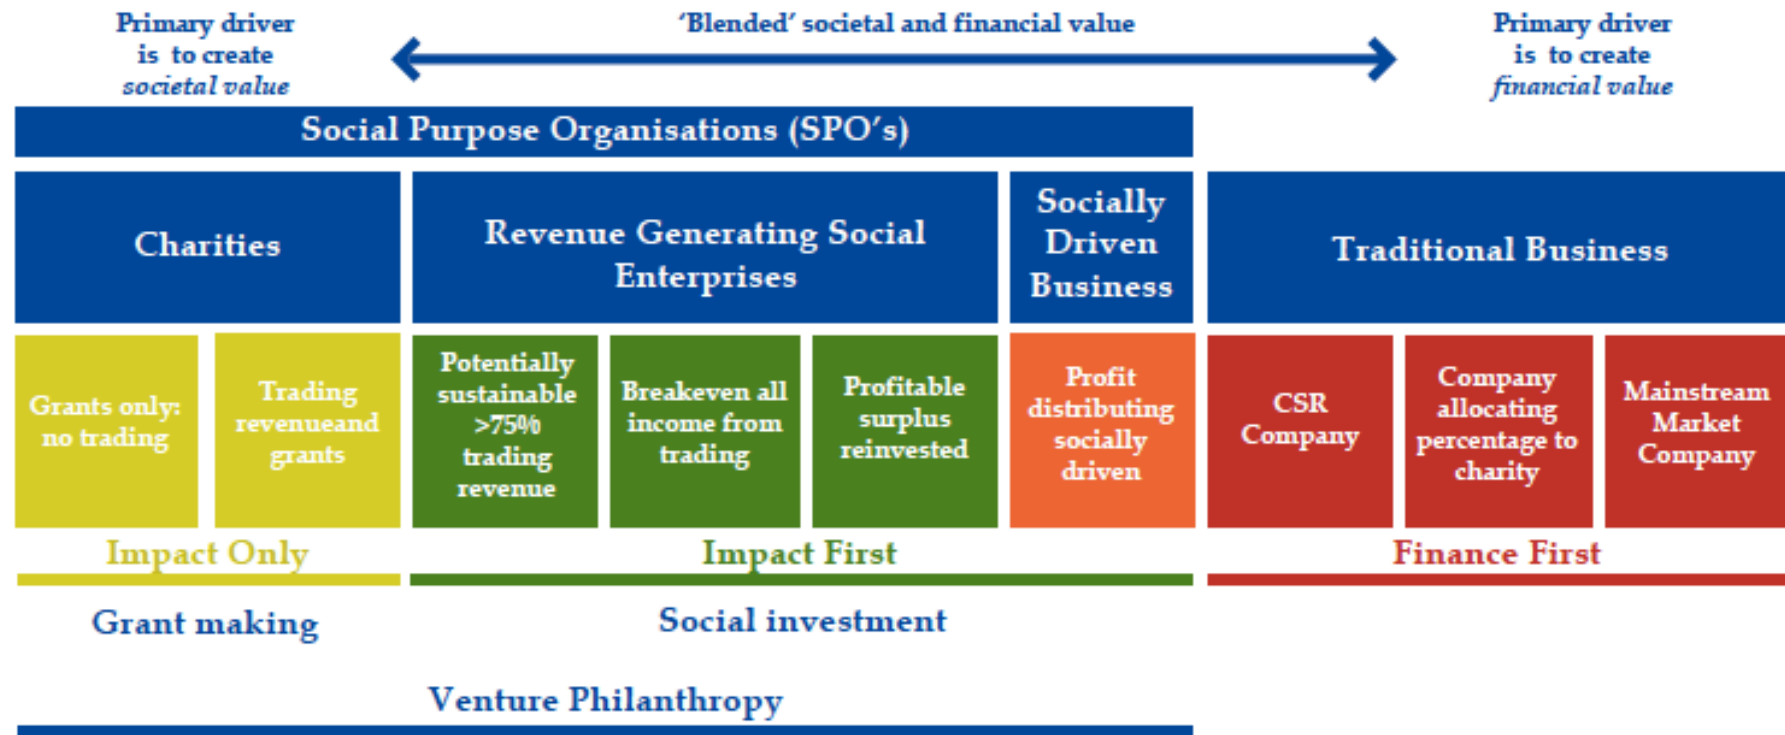 Primary driver
is to create
societal value
‘Blended’ societal and financial value
Primary driver
is to create
financial value
Social Purpose Organisations (SPO’s)
Charities
Revenue Generating Social
Enterprises
Socially
Driven
Business
Traditional Business
Grants only:
no trading
Trading
revenueand
grants
Potentially
sustainable
>75%
trading
revenue
Breakeven all
income from
trading
Profitable
surplus
reinvested
Profit
distributing
socially
driven
CSR
Company
Company
allocating
percentage to
charity
Mainstream
Market
Company
Impact Only
Impact First
Finance First
Grant making
Social investment
Venture Philanthropy